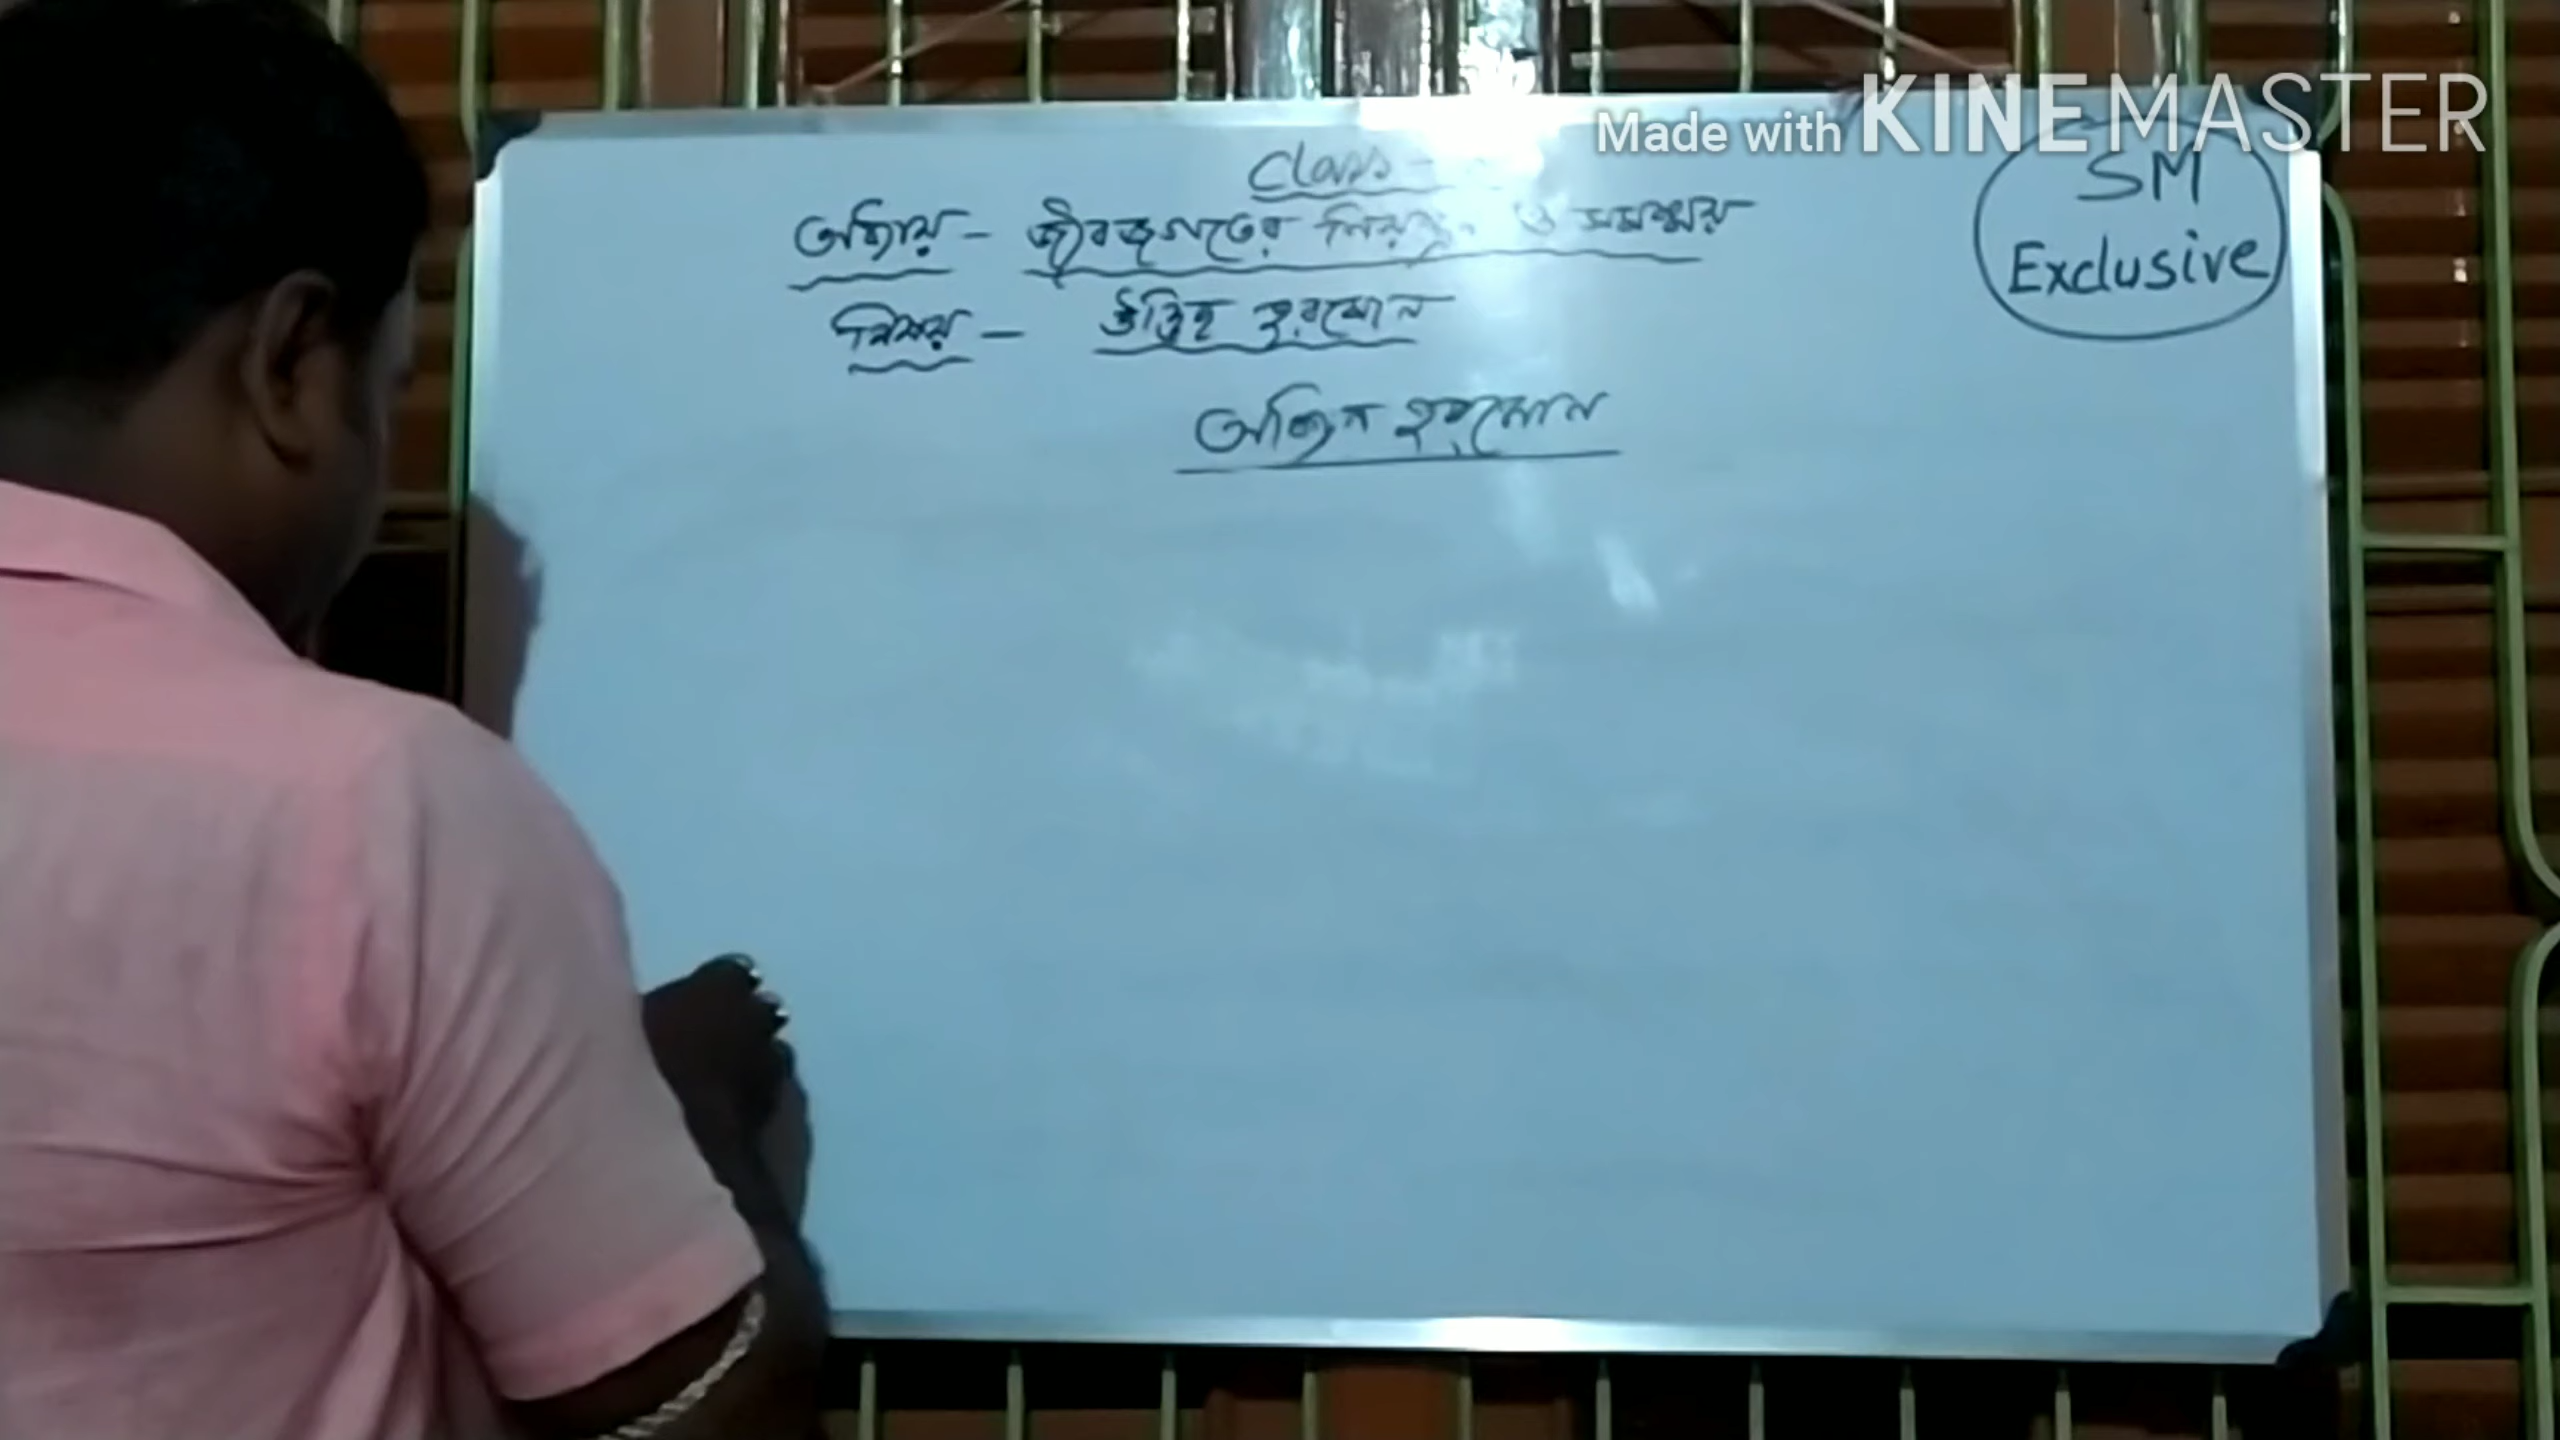 Made with KINEMASTER
Class -
SM
Exclusive
অধ্যায় - জীবজগতের নিয়ন্ত্রণ ও সমন্বয়
বিষয় - উদ্ভিদ হরমোন
অক্সিন হরমোন